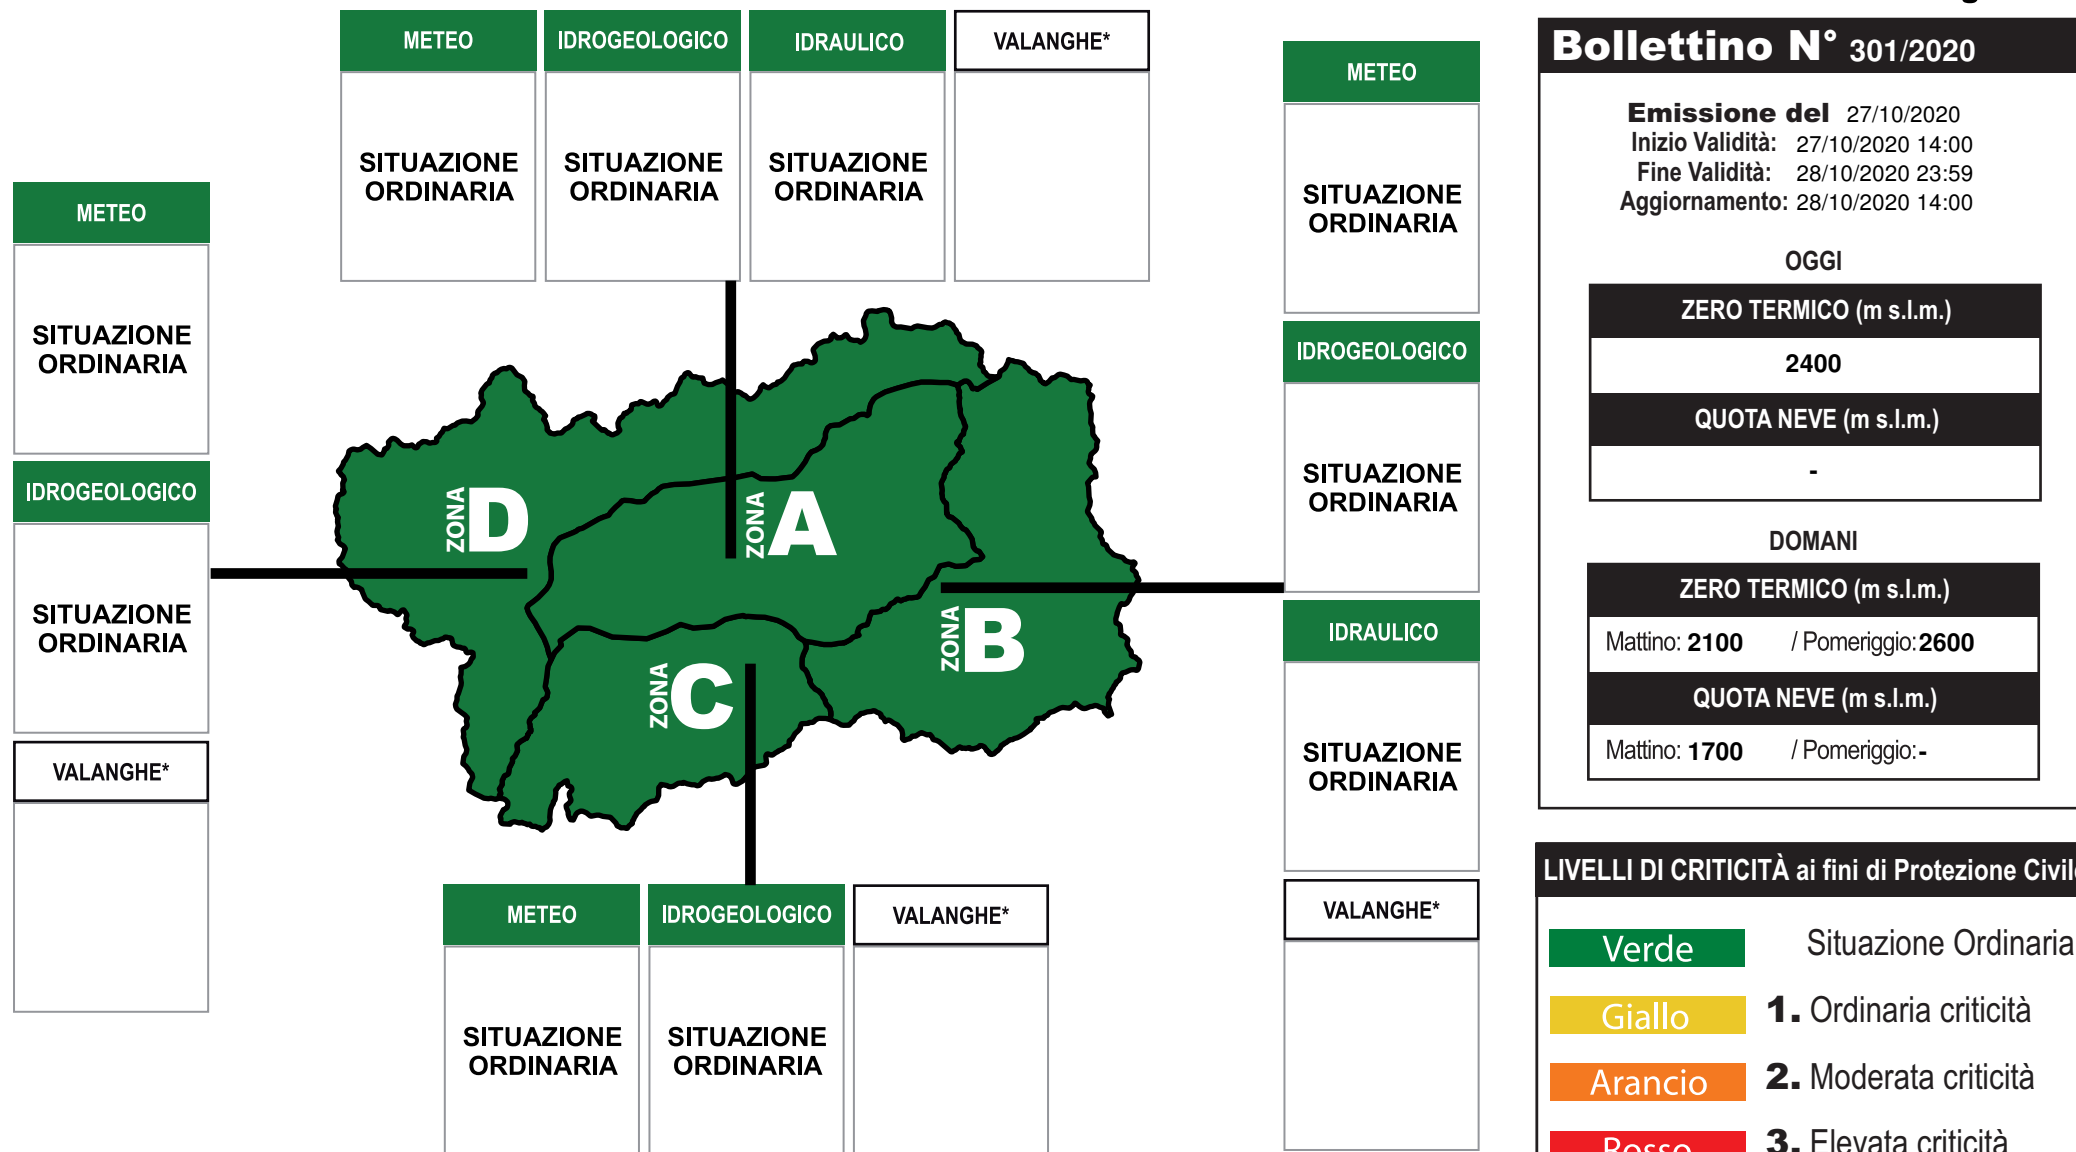 METEO IDROGEOLOGICO IDRAULICO VALANGHE*
SITUAZIONE ORDINARIA
SITUAZIONE ORDINARIA
SITUAZIONE ORDINARIA
METEO
SITUAZIONE
ORDINARIA
IDROGEOLOGICO
SITUAZIONE
ORDINARIA
VALANGHE*
ZONA D
ZONA A
ZONA B
ZONA C
METEO
SITUAZIONE
ORDINARIA
IDROGEOLOGICO
SITUAZIONE
ORDINARIA
IDRAULICO
SITUAZIONE
ORDINARIA
VALANGHE*
METEO IDROGEOLOGICO VALANGHE*
SITUAZIONE ORDINARIA
SITUAZIONE ORDINARIA
Bollettino N° 301/2020
Emissione del 27/10/2020
Inizio Validità: 27/10/2020 14:00
Fine Validità: 28/10/2020 23:59
Aggiornamento: 28/10/2020 14:00
OGGI
ZERO TERMICO (m s.l.m.)
2400
QUOTA NEVE (m s.l.m.)
-
DOMANI
ZERO TERMICO (m s.l.m.)
Mattino: 2100 / Pomeriggio: 2600
QUOTA NEVE (m s.l.m.)
Mattino: 1700 / Pomeriggio: -
LIVELLI DI CRITICITÀ ai fini di Protezione Civile
Verde Situazione Ordinaria
Giallo 1. Ordinaria criticità
Arancio 2. Moderata criticità
Rosso 3. Elevata criticità